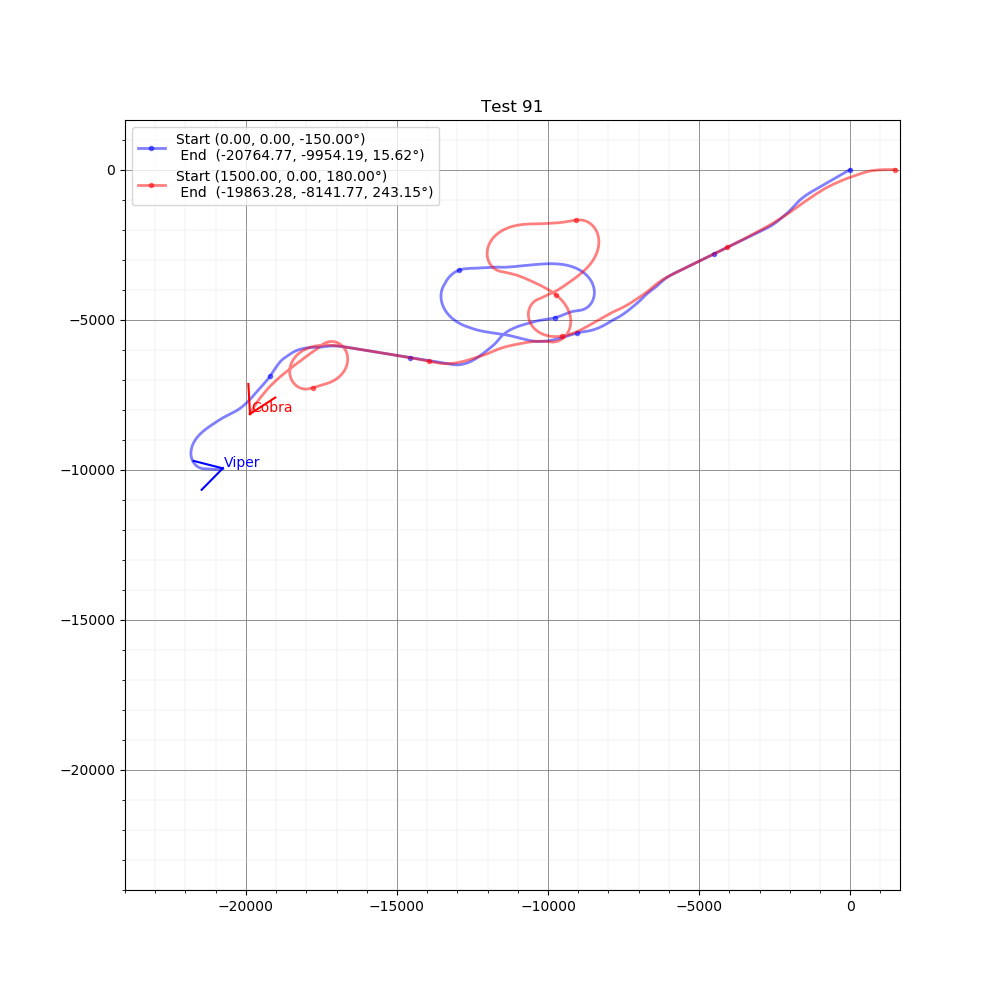 Test 91
Start (0.00, 0.00, -150.00°)
End (-20764.77, -9954.19, 15.62°)
Start (1500.00, 0.00, 180.00°)
End (-19863.28, -8141.77, 243.15°)
0
−5000
−10000
−15000
−20000
Cobra
Viper
−20000 −15000 −10000 −5000 0